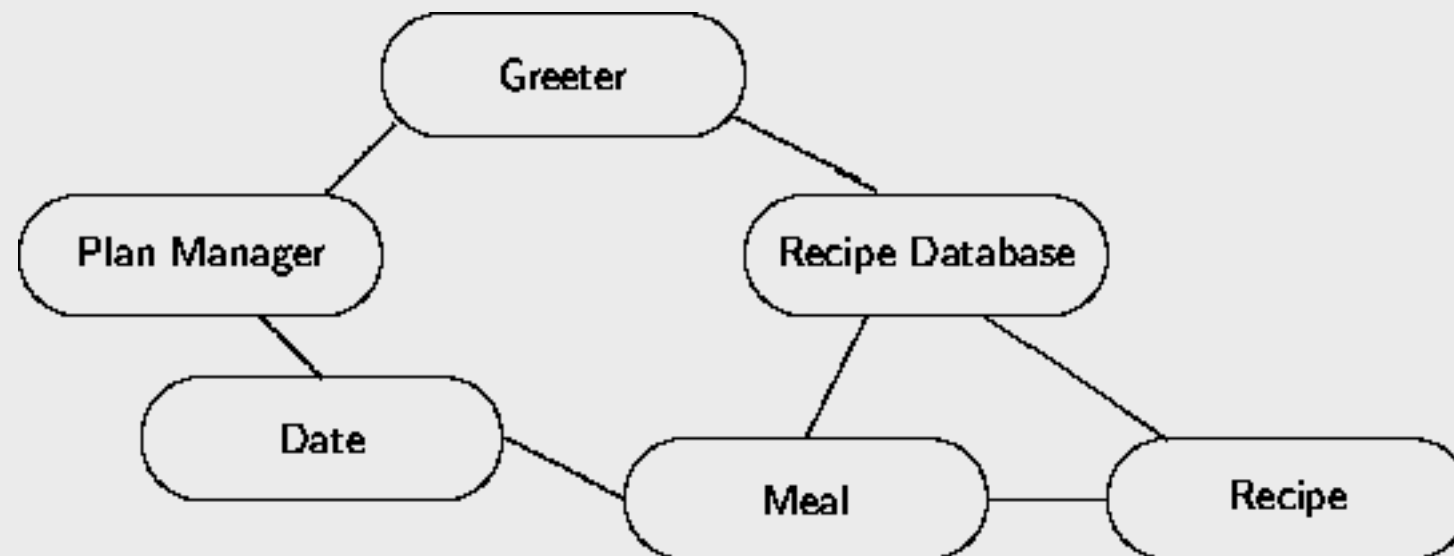 Greeter
Plan Manager
Recipe Database
Date
Meal
Recipe